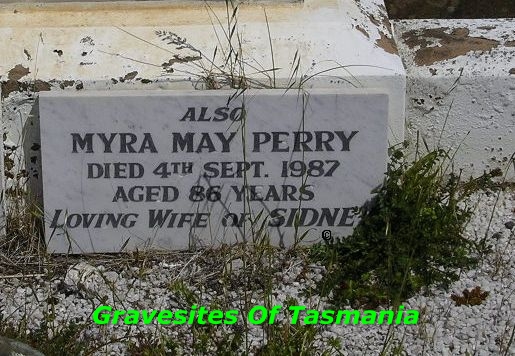 ALSO
MYRA MAY PERRY
DIED 4TH SEPT. 1987
AGED 86 YEARS
LOVING WIFE OF SIDNEY
©
Gravesites Of Tasmania